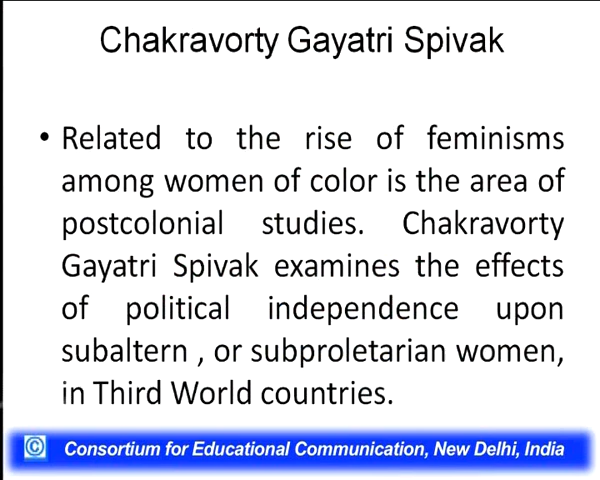 Chakravorty Gayatri Spivak
• Related to the rise of feminisms
among women of color is the area of
postcolonial studies. Chakravorty
Gayatri Spivak examines the effects
of political independence upon
subaltern , or subproletarian women,
in Third World countries.
© Consortium for Educational Communication, New Delhi, India